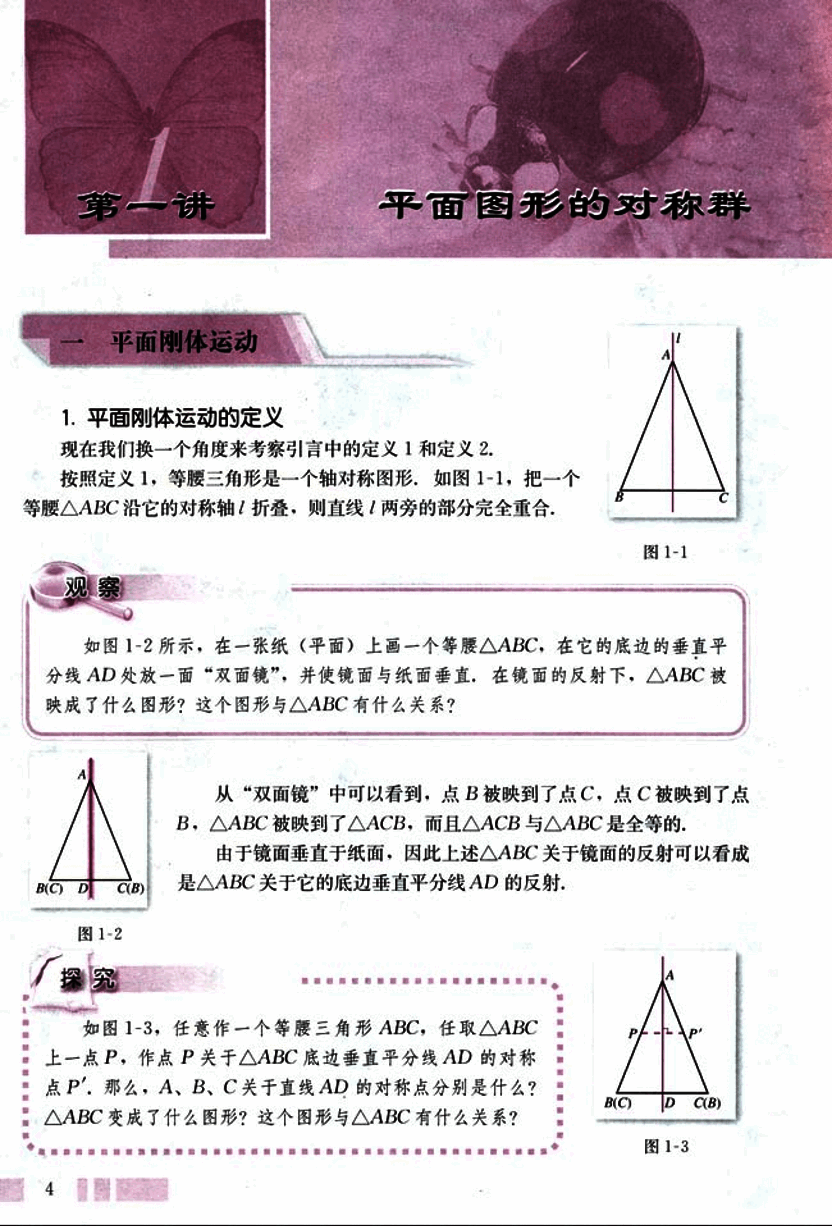 1
第一讲 平面图形的对称群
一 平面刚体运动
1. 平面刚体运动的定义
现在我们换一个角度来考察引言中的定义 1 和定义 2.
按照定义 1，等腰三角形是一个轴对称图形. 如图 1-1，把一个
等腰△ABC 沿它的对称轴 l 折叠，则直线 l 两旁的部分完全重合.
l
A
B C
图 1-1
观察
如图 1-2 所示，在一张纸（平面）上画一个等腰△ABC，在它的底边的垂直平
分线 AD 处放一面“双面镜”，并使镜面与纸面垂直. 在镜面的反射下，△ABC 被
映成了什么图形？这个图形与△ABC 有什么关系？
A
B(C) D C(B)
图 1-2
从“双面镜”中可以看到，点 B 被映到了点 C，点 C 被映到了点
B，△ABC 被映到了△ACB，而且△ACB 与△ABC 是全等的.
由于镜面垂直于纸面，因此上述△ABC 关于镜面的反射可以看成
是△ABC 关于它的底边垂直平分线 AD 的反射.
探究
如图 1-3，任意作一个等腰三角形 ABC，任取△ABC
上一点 P，作点 P 关于△ABC 底边垂直平分线 AD 的对称
点 P′. 那么，A、B、C 关于直线 AD 的对称点分别是什么？
△ABC 变成了什么图形？这个图形与△ABC 有什么关系？
A
P P′
B(C) D C(B)
图 1-3
4